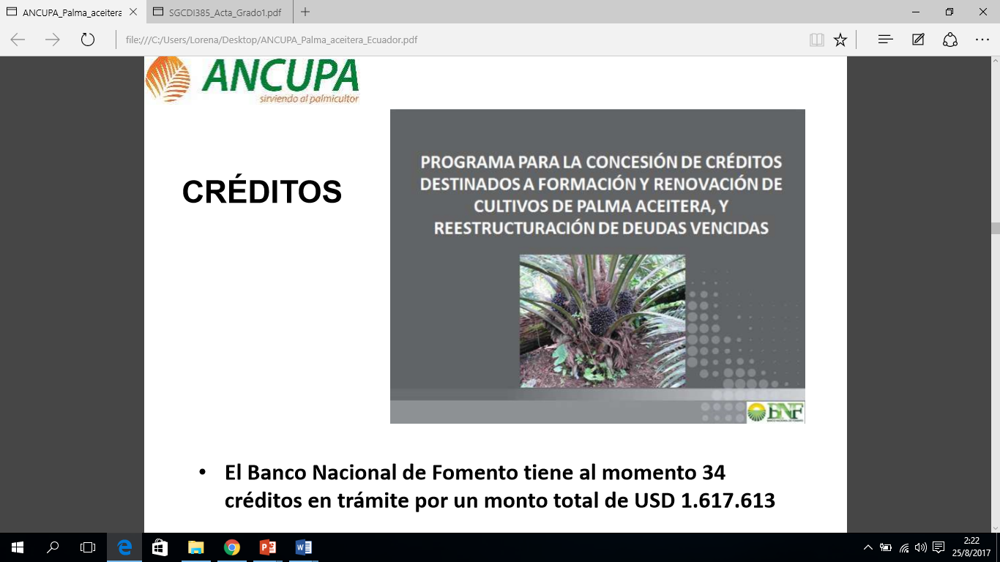 ANCUPA_Palma_aceitera
SGCDI385_Acta_Grado1.pdf
file:///C:/Users/Lorena/Desktop/ANCUPA_Palma_aceitera_Ecuador.pdf
ANCUPA
sirviendo al palmicultor
CRÉDITOS
PROGRAMA PARA LA CONCESIÓN DE CRÉDITOS
DESTINADOS A FORMACIÓN Y RENOVACIÓN DE
CULTIVOS DE PALMA ACEITERA, Y
REESTRUCTURACIÓN DE DEUDAS VENCIDAS
BNF
BANCO NACIONAL DE FOMENTO
• El Banco Nacional de Fomento tiene al momento 34
créditos en trámite por un monto total de USD 1.617.613
2:22
25/8/2017